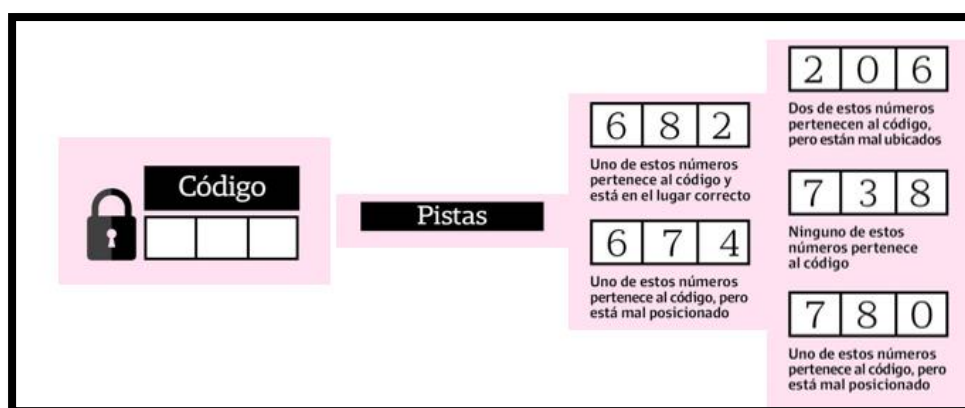 Código
Pistas
6 8 2
Uno de estos números
pertenece al código y
está en el lugar correcto
6 7 4
Uno de estos números
pertenece al código, pero
está mal posicionado
2 0 6
Dos de estos números
pertenecen al código,
pero están mal ubicados
7 3 8
Ninguno de estos
números pertenece
al código
7 8 0
Uno de estos números
pertenece al código, pero
está mal posicionado